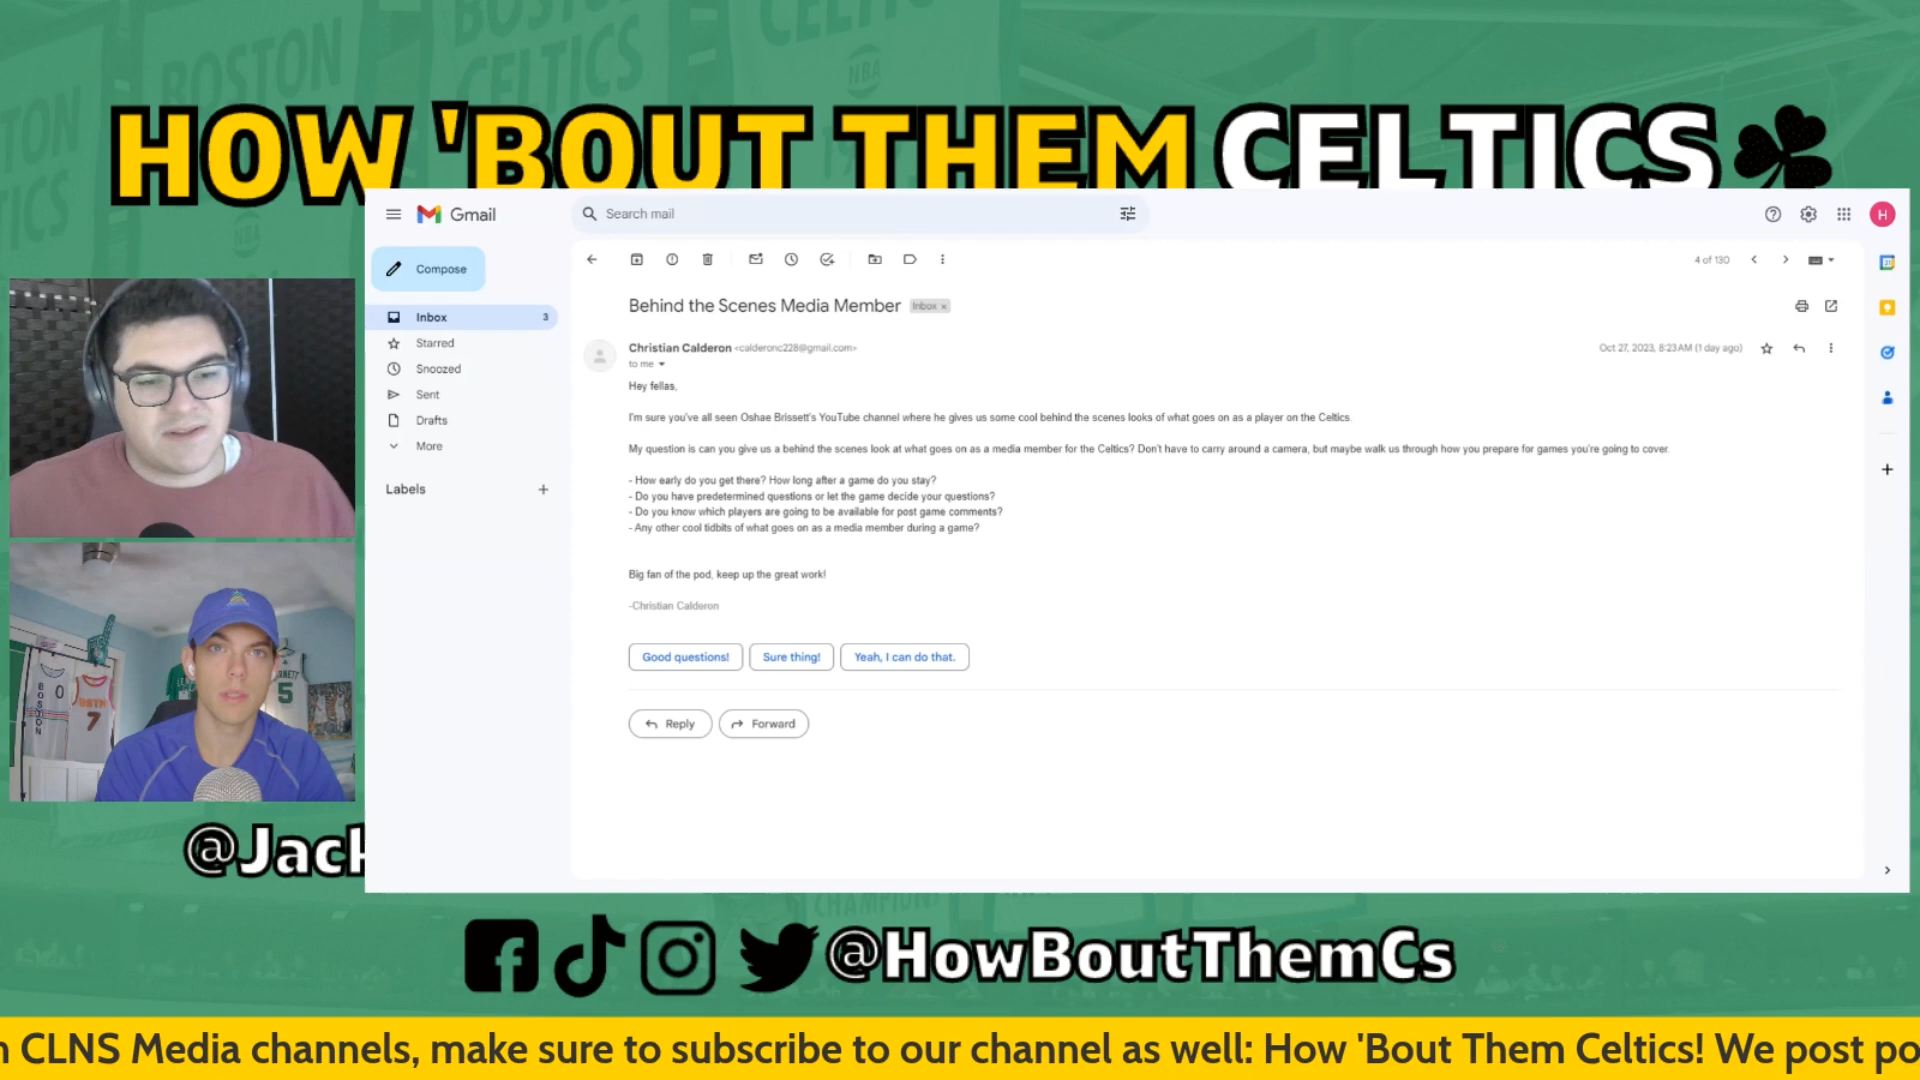 HOW 'BOUT THEM CELTICS
BOSTON
CELTICS
NBA
Gmail
Search mail
H
Compose
4 of 130
Inbox 3
Starred
Snoozed
Sent
Drafts
More
Labels
Behind the Scenes Media Member Inbox x
Christian Calderon <calderonc228@gmail.com>
Oct 27, 2023, 8:23 AM (1 day ago)
to me
Hey fellas,
I'm sure you've all seen Oshae Brissett's YouTube channel where he gives us some cool behind the scenes looks of what goes on as a player on the Celtics.
My question is can you give us a behind the scenes look at what goes on as a media member for the Celtics? Don't have to carry around a camera, but maybe walk us through how you prepare for games you're going to cover.
- How early do you get there? How long after a game do you stay?
- Do you have predetermined questions or let the game decide your questions?
- Do you know which players are going to be available for post game comments?
- Any other cool tidbits of what goes on as a media member during a game?
Big fan of the pod, keep up the great work!
-Christian Calderon
Good questions! Sure thing! Yeah, I can do that.
Reply Forward
BOSTON
0
7
5
@Jack
@HowBoutThemCs
n CLNS Media channels, make sure to subscribe to our channel as well: How 'Bout Them Celtics! We post po